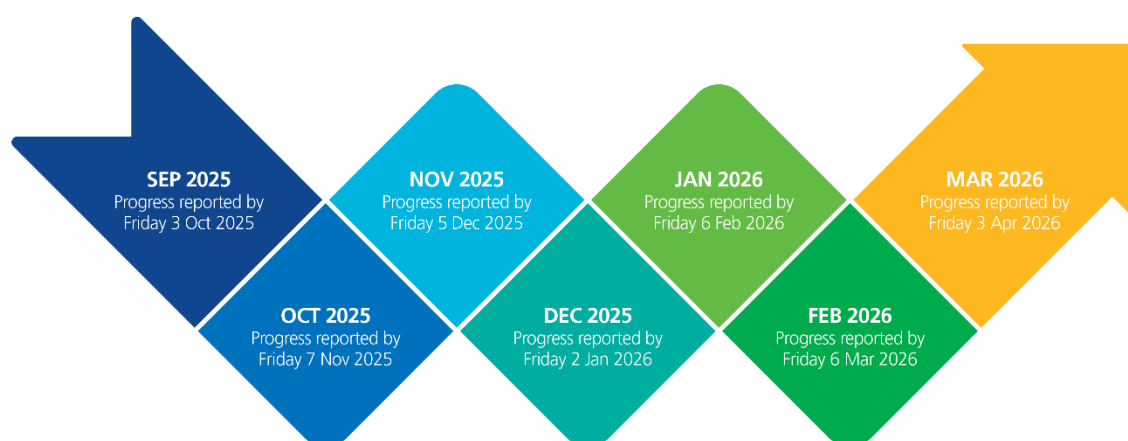 SEP 2025
Progress reported by
Friday 3 Oct 2025
OCT 2025
Progress reported by
Friday 7 Nov 2025
NOV 2025
Progress reported by
Friday 5 Dec 2025
DEC 2025
Progress reported by
Friday 2 Jan 2026
JAN 2026
Progress reported by
Friday 6 Feb 2026
FEB 2026
Progress reported by
Friday 6 Mar 2026
MAR 2026
Progress reported by
Friday 3 Apr 2026